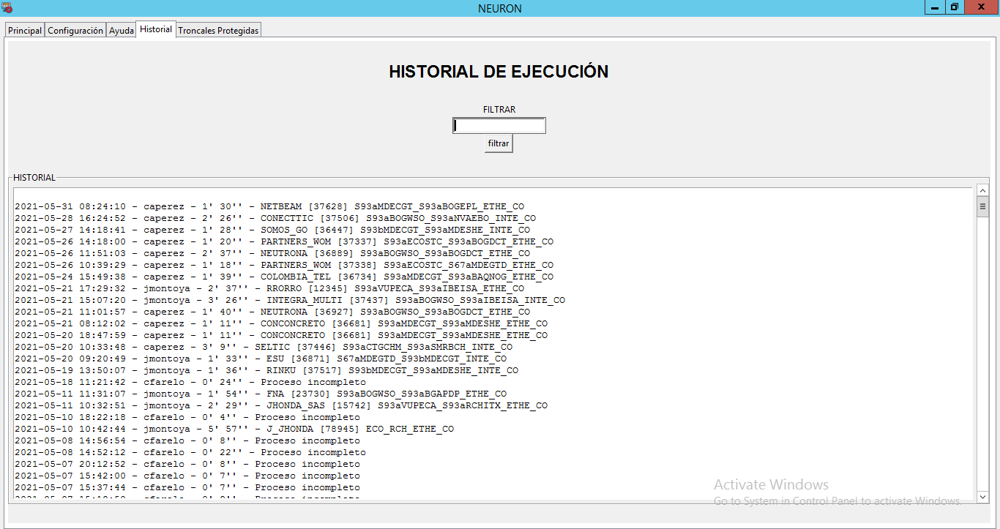 NEURON
Principal Configuración Ayuda Historial Troncales Protegidas
HISTORIAL DE EJECUCIÓN
FILTRAR
filtrar
HISTORIAL
2021-05-31 08:24:10 - caperez - 1' 30'' - NETBEAM [37628] S93aMDECGT_S93aBOGEPL_ETHE_CO
2021-05-28 16:24:52 - caperez - 2' 26'' - CONECTTIC [37506] S93aBOGWSO_S93aNVAEBO_INTE_CO
2021-05-27 14:18:41 - caperez - 1' 28'' - SOMOS_GO [36447] S93bMDECGT_S93aMDESHE_INTE_CO
2021-05-26 14:18:00 - caperez - 1' 20'' - PARTNERS_WOM [37337] S93aECOSTC_S93aBOGDCT_ETHE_CO
2021-05-26 11:51:03 - caperez - 2' 37'' - NEUTRONA [36889] S93aBOGWSO_S93aBOGDCT_ETHE_CO
2021-05-26 10:39:29 - caperez - 1' 18'' - PARTNERS_WOM [37338] S93aECOSTC_S67aMDEGTD_ETHE_CO
2021-05-24 15:49:38 - caperez - 1' 39'' - COLOMBIA_TEL [36734] S93aMDECGT_S93aBAQNOG_ETHE_CO
2021-05-21 17:29:32 - jmontoya - 2' 37'' - RRORRO [12345] S93aVUPECA_S93aIBEISA_ETHE_CO
2021-05-21 15:07:20 - jmontoya - 3' 26'' - INTEGRA_MULTI [37437] S93aBOGWSO_S93aIBEISA_INTE_CO
2021-05-21 11:01:57 - caperez - 1' 40'' - NEUTRONA [36927] S93aBOGWSO_S93aBOGDCT_ETHE_CO
2021-05-21 08:12:02 - caperez - 1' 11'' - CONCONCRETO [36681] S93aMDECGT_S93aMDESHE_ETHE_CO
2021-05-20 18:47:59 - caperez - 1' 11'' - CONCONCRETO [36681] S93aMDECGT_S93aMDESHE_ETHE_CO
2021-05-20 10:33:48 - caperez - 3' 9'' - SELTIC [37446] S93aCTGCHM_S93aSMRBCH_INTE_CO
2021-05-20 09:20:49 - jmontoya - 1' 33'' - ESU [36871] S67aMDEGTD_S93bMDECGT_INTE_CO
2021-05-19 13:50:07 - jmontoya - 1' 36'' - RINKU [37517] S93bMDECGT_S93aMDESHE_INTE_CO
2021-05-18 11:21:42 - cfarelo - 0' 24'' - Proceso incompleto
2021-05-11 11:31:07 - jmontoya - 1' 54'' - FNA [23730] S93aBOGWSO_S93aBGAPDP_ETHE_CO
2021-05-11 10:32:51 - jmontoya - 2' 29'' - JHONDA_SAS [15742] S93aVUPECA_S93aRCHITX_ETHE_CO
2021-05-10 18:22:18 - cfarelo - 0' 4'' - Proceso incompleto
2021-05-10 10:42:44 - jmontoya - 5' 57'' - J_JHONDA [78945] ECO_RCH_ETHE_CO
2021-05-08 14:56:54 - cfarelo - 0' 8'' - Proceso incompleto
2021-05-08 14:52:12 - cfarelo - 0' 22'' - Proceso incompleto
2021-05-07 20:12:52 - cfarelo - 0' 8'' - Proceso incompleto
2021-05-07 15:42:00 - cfarelo - 0' 7'' - Proceso incompleto
2021-05-07 15:37:44 - cfarelo - 0' 7'' - Proceso incompleto
Activate Windows
Go to System in Control Panel to activate Windows.